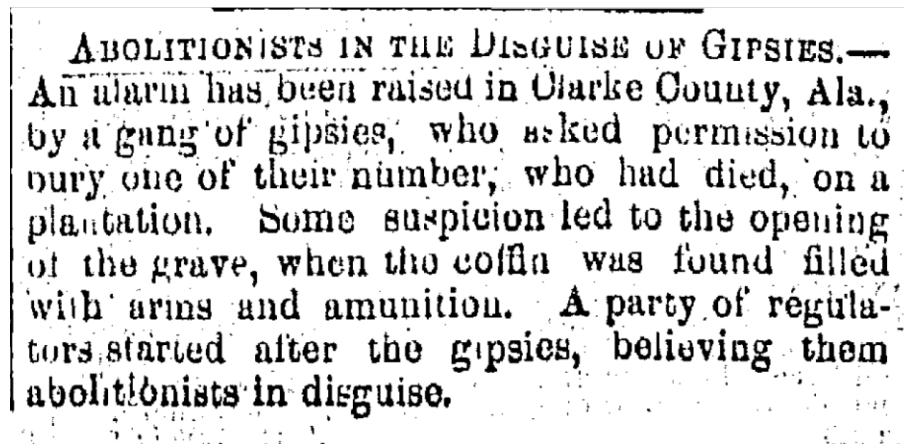 ABOLITIONISTS IN THE DISGUISE OF GIPSIES.—
An alarm has been raised in Clarke County, Ala.,
by a gang of gipsies, who asked permission to
bury one of their number, who had died, on a
plantation. Some suspicion led to the opening
of the grave, when the coffin was found filled
with arms and amunition. A party of regula-
tors started after the gipsies, believing them
abolitionists in disguise.